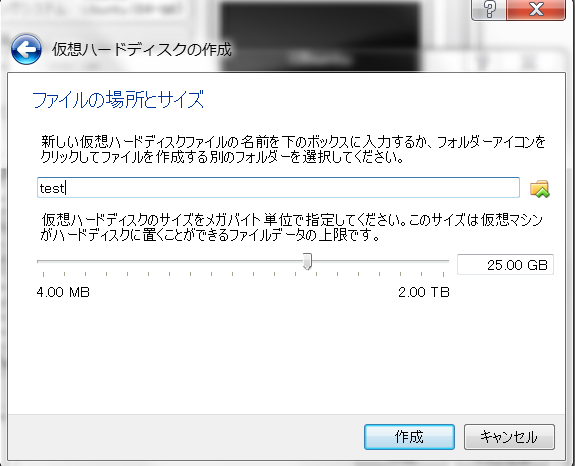 仮想ハードディスクの作成
ファイルの場所とサイズ
新しい仮想ハードディスクファイルの名前を下のボックスに入力するか、フォルダーアイコンを
クリックしてファイルを作成する別のフォルダーを選択してください。
test
仮想ハードディスクのサイズをメガバイト単位で指定してください。このサイズは仮想マシン
がハードディスクに置くことができるファイルデータの上限です。
25.00 GB
4.00 MB 2.00 TB
作成 キャンセル